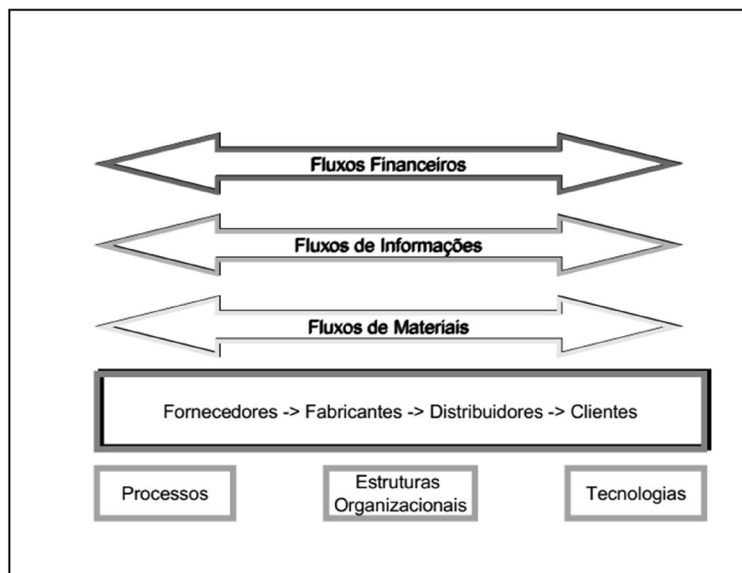 Fluxos Financeiros
Fluxos de Informações
Fluxos de Materiais
Fornecedores -> Fabricantes -> Distribuidores -> Clientes
Processos
Estruturas
Organizacionais
Tecnologias